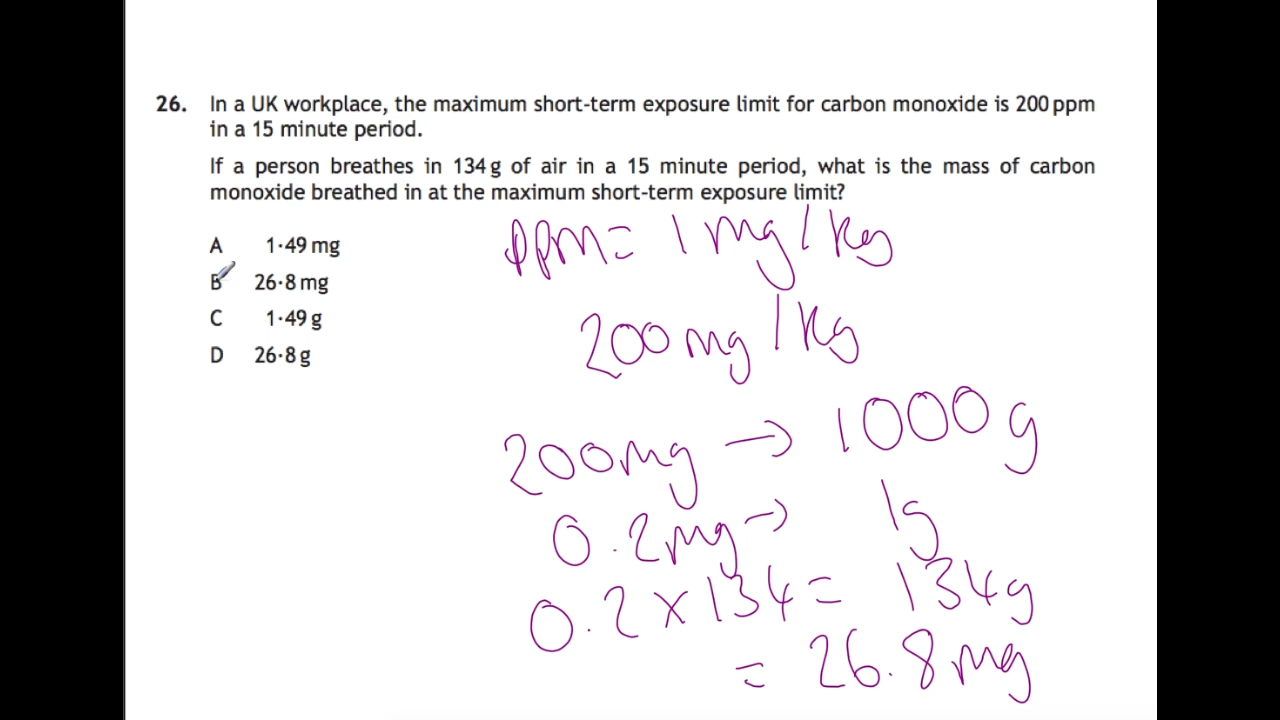 26. In a UK workplace, the maximum short-term exposure limit for carbon monoxide is 200 ppm
in a 15 minute period.
If a person breathes in 134 g of air in a 15 minute period, what is the mass of carbon
monoxide breathed in at the maximum short-term exposure limit?
A 1·49 mg
B 26·8 mg
C 1·49 g
D 26·8 g
PPM = 1 mg / kg
200 mg / kg
200 mg → 1000 g
0.2 mg → 1g
0.2 x 134 = 134g
= 26.8 mg